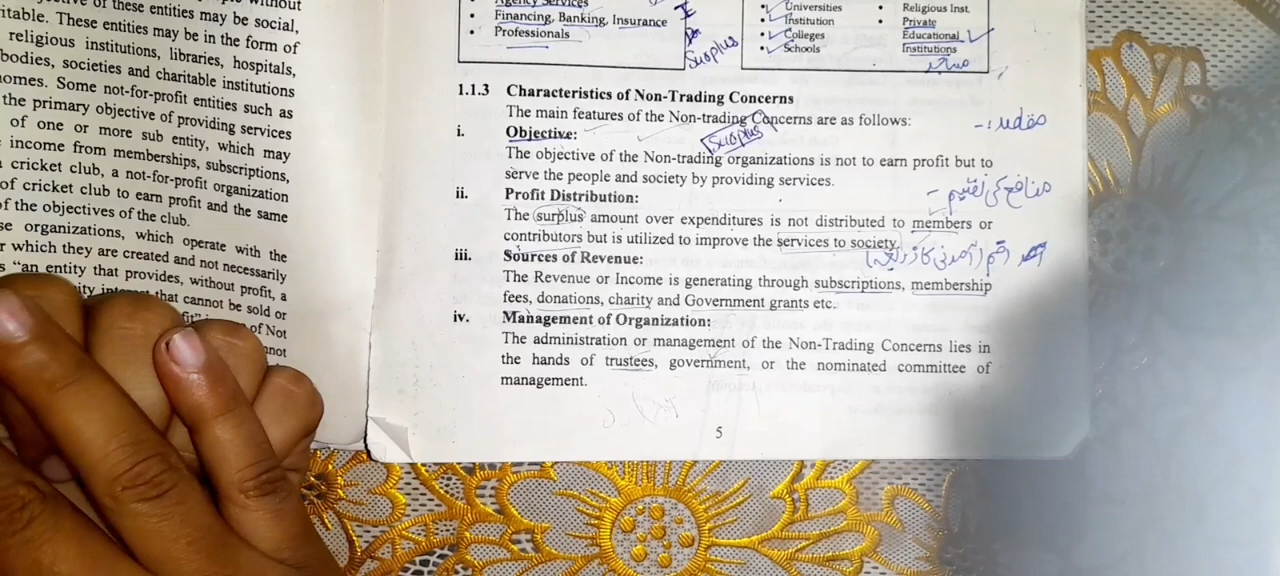 of these entities may be social,
These entities may be in the form of
religious institutions, libraries, hospitals,
bodies, societies and charitable institutions
Some not-for-profit entities such as
the primary objective of providing services
of one or more sub entity, which may
income from memberships, subscriptions,
cricket club, a not-for-profit organization
of cricket club to earn profit and the same
of the objectives of the club.
organizations, which operate with the
which they are created and not necessarily
"an entity that provides, without profit, a
that cannot be sold or
of Not
Agency Services
• Financing, Banking, Insurance
• Professionals
Surplus
• Universities
• Institution
• Colleges
• Schools
• Religious Inst.
• Private
Educational
Institutions
مساجد
1.1.3 Characteristics of Non-Trading Concerns
The main features of the Non-trading Concerns are as follows:
i. Objective:
Surplus
مقاصد :-
The objective of the Non-trading organizations is not to earn profit but to
serve the people and society by providing services.
ii. Profit Distribution:
منافع کی تقسیم -
The surplus amount over expenditures is not distributed to members or
contributors but is utilized to improve the services to society.
iii. Sources of Revenue:
(آمدنی کا ذریعہ)
The Revenue or Income is generating through subscriptions, membership
fees, donations, charity and Government grants etc.
iv. Management of Organization:
The administration or management of the Non-Trading Concerns lies in
the hands of trustees, government, or the nominated committee of
management.
5